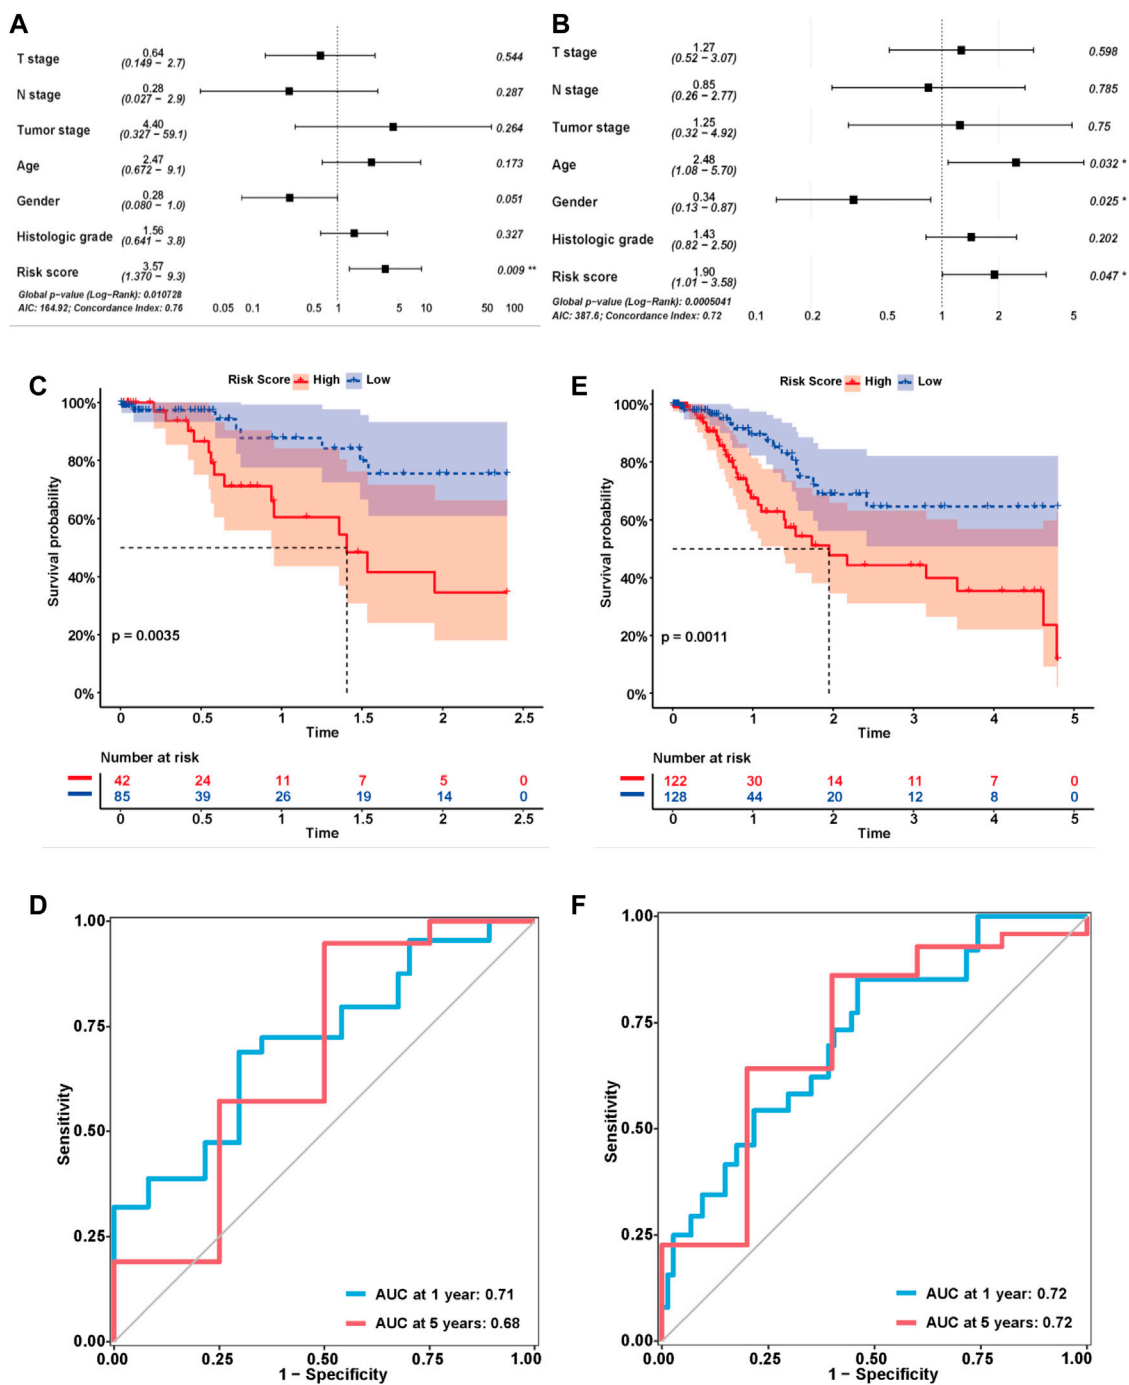 A
T stage 0.64 (0.149 − 2.7) 0.544
N stage 0.28 (0.027 − 2.9) 0.287
Tumor stage 4.40 (0.327 − 59.1) 0.264
Age 2.47 (0.672 − 9.1) 0.173
Gender 0.28 (0.080 − 1.0) 0.051
Histologic grade 1.56 (0.641 − 3.8) 0.327
Risk score 3.57 (1.370 − 9.3) 0.009 **
Global p−value (Log−Rank): 0.010728
AIC: 164.92; Concordance Index: 0.76
0.05 0.1 0.5 1 5 10 50 100
B
T stage 1.27 (0.52 − 3.07) 0.598
N stage 0.85 (0.26 − 2.77) 0.785
Tumor stage 1.25 (0.32 − 4.92) 0.75
Age 2.48 (1.08 − 5.70) 0.032 *
Gender 0.34 (0.13 − 0.87) 0.025 *
Histologic grade 1.43 (0.82 − 2.50) 0.202
Risk score 1.90 (1.01 − 3.58) 0.047 *
Global p−value (Log−Rank): 0.0005041
AIC: 387.6; Concordance Index: 0.72
0.1 0.2 0.5 1 2 5
C
Risk Score High Low
Survival probability
100%
80%
60%
40%
20%
0%
p = 0.0035
0 0.5 1 1.5 2 2.5
Time
Number at risk
42 24 11 7 5 0
85 39 26 19 14 0
0 0.5 1 1.5 2 2.5
Time
E
Risk Score High Low
Survival probability
100%
80%
60%
40%
20%
0%
p = 0.0011
0 1 2 3 4 5
Time
Number at risk
122 30 14 11 7 0
128 44 20 12 8 0
0 1 2 3 4 5
Time
D
Sensitivity
1.00
0.75
0.50
0.25
0.00
AUC at 1 year: 0.71
AUC at 5 years: 0.68
0.00 0.25 0.50 0.75 1.00
1 − Specificity
F
Sensitivity
1.00
0.75
0.50
0.25
0.00
AUC at 1 year: 0.72
AUC at 5 years: 0.72
0.00 0.25 0.50 0.75 1.00
1 − Specificity